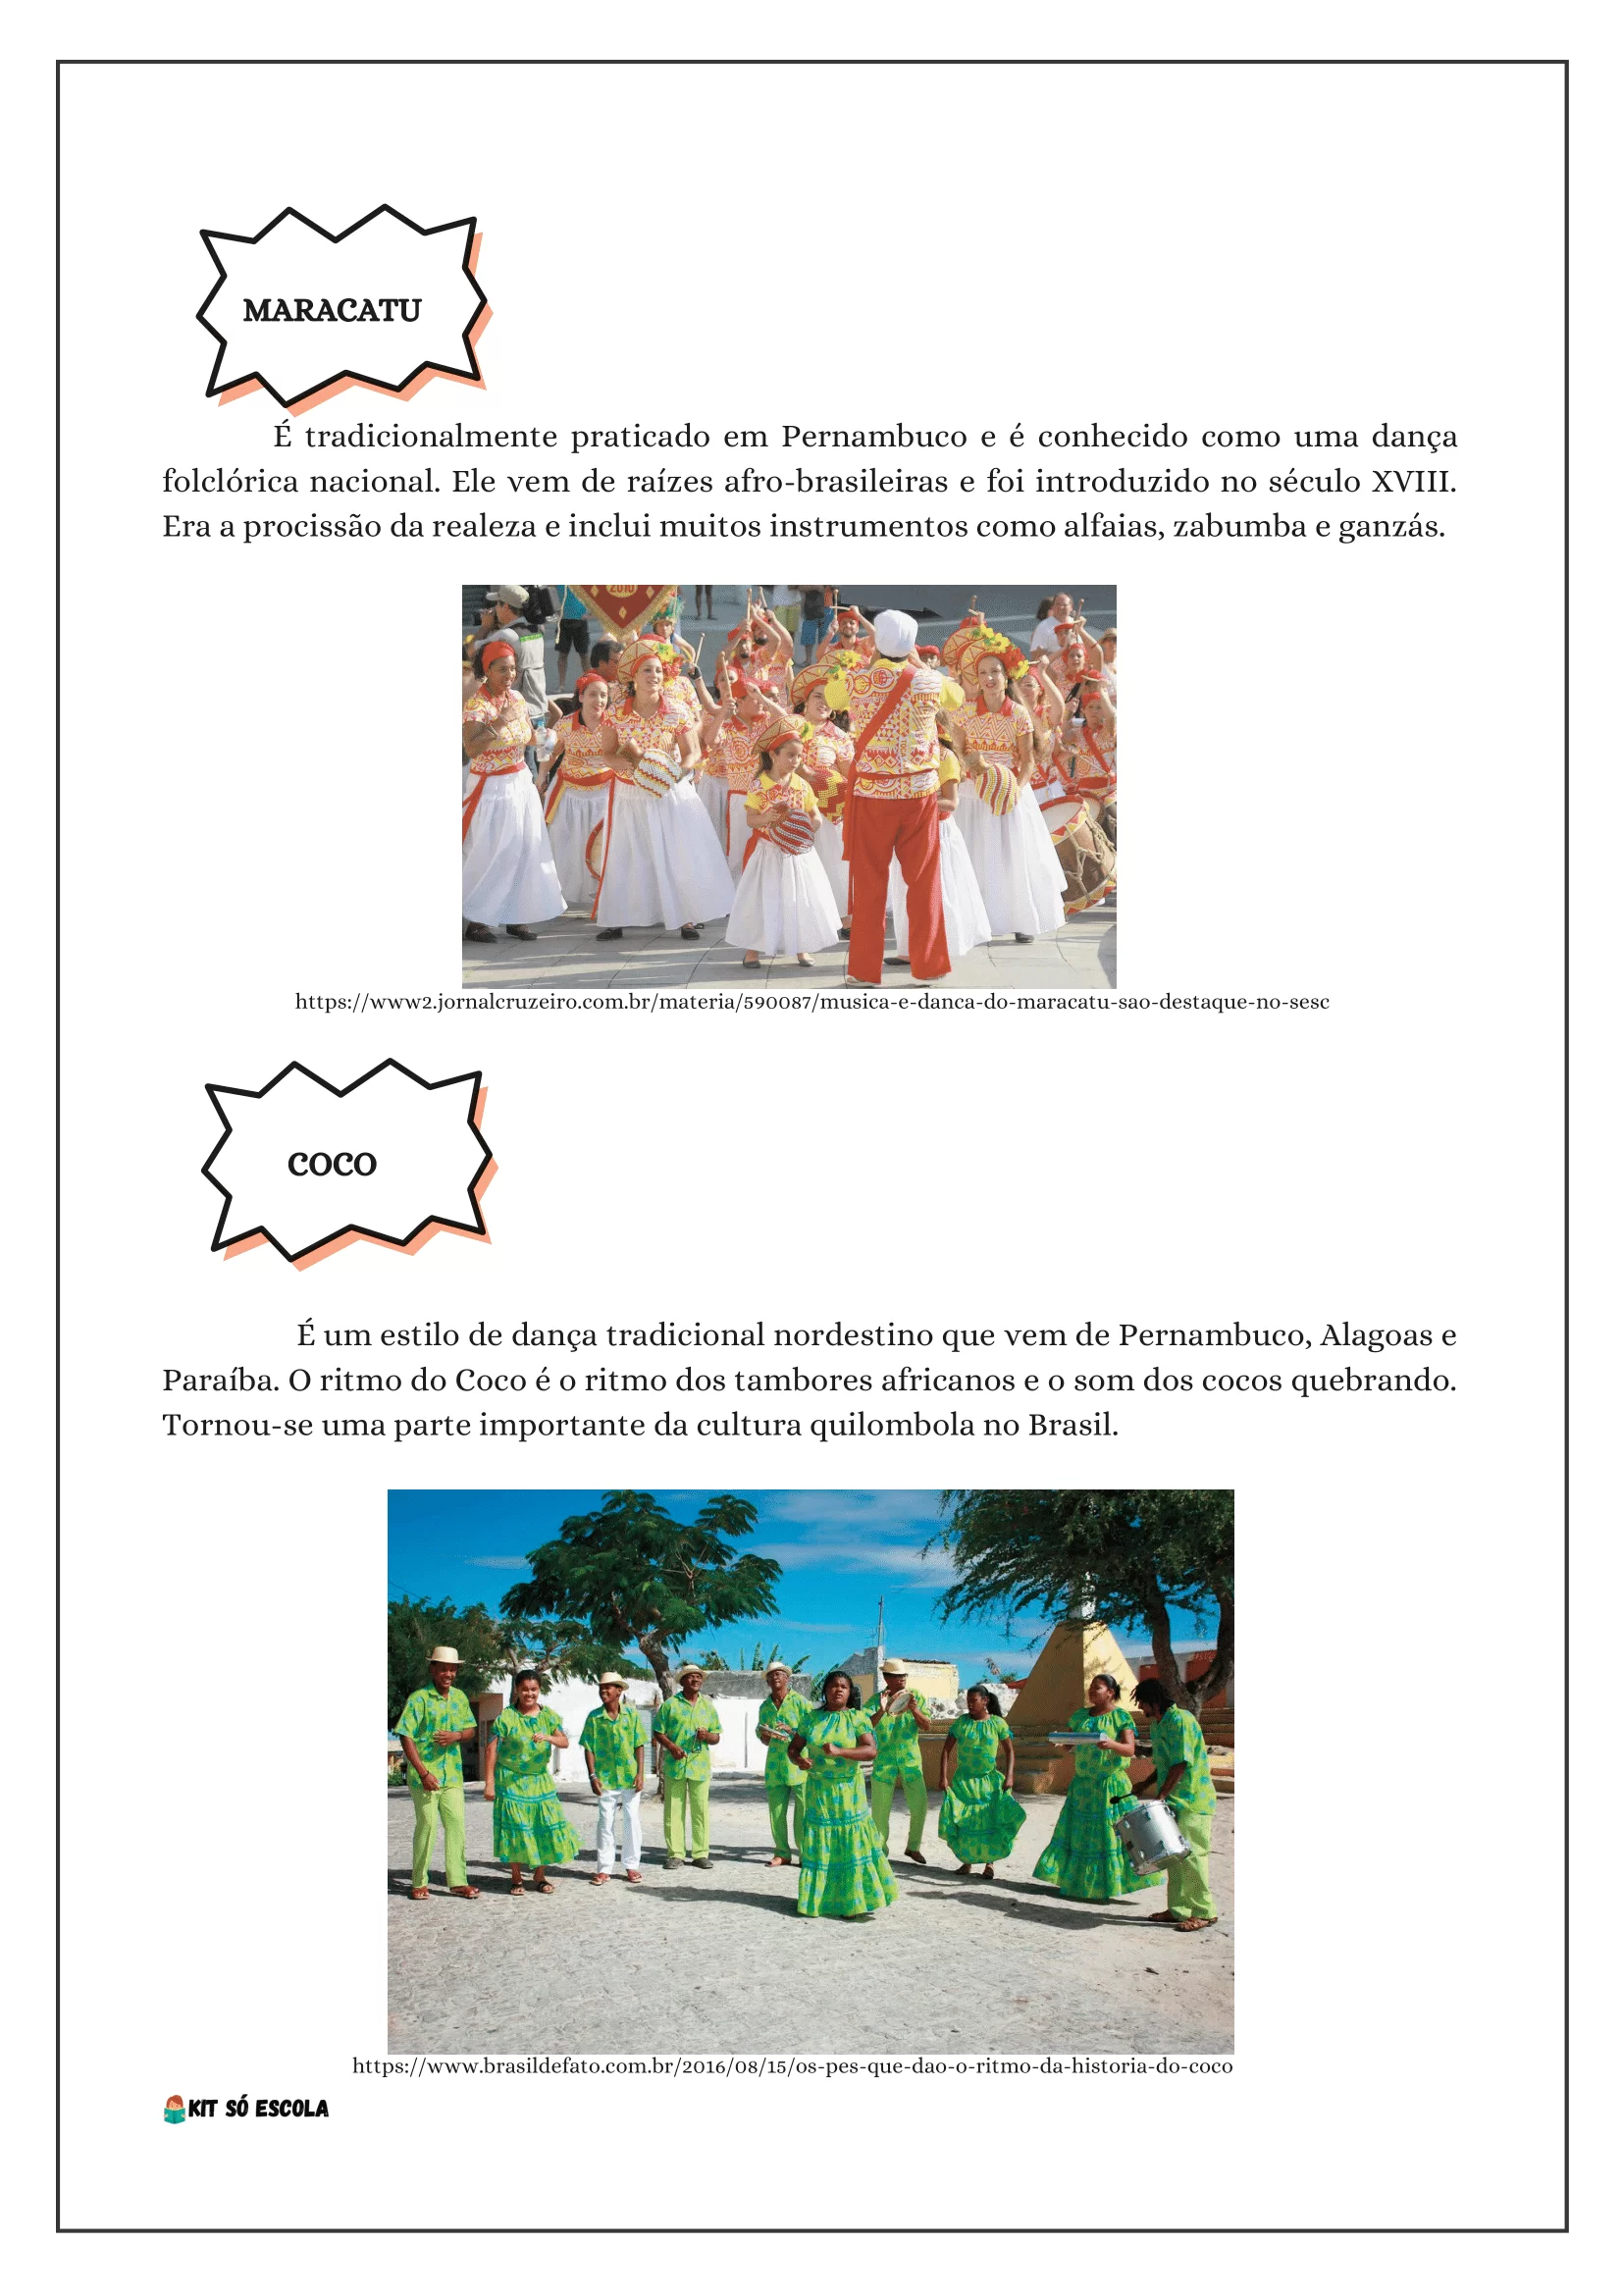 MARACATU
É tradicionalmente praticado em Pernambuco e é conhecido como uma dança
folclórica nacional. Ele vem de raízes afro-brasileiras e foi introduzido no século XVIII.
Era a procissão da realeza e inclui muitos instrumentos como alfaias, zabumba e ganzás.
2010
https://www2.jornalcruzeiro.com.br/materia/590087/musica-e-danca-do-maracatu-sao-destaque-no-sesc
COCO
É um estilo de dança tradicional nordestino que vem de Pernambuco, Alagoas e
Paraíba. O ritmo do Coco é o ritmo dos tambores africanos e o som dos cocos quebrando.
Tornou-se uma parte importante da cultura quilombola no Brasil.
https://www.brasildefato.com.br/2016/08/15/os-pes-que-dao-o-ritmo-da-historia-do-coco
KIT SÓ ESCOLA